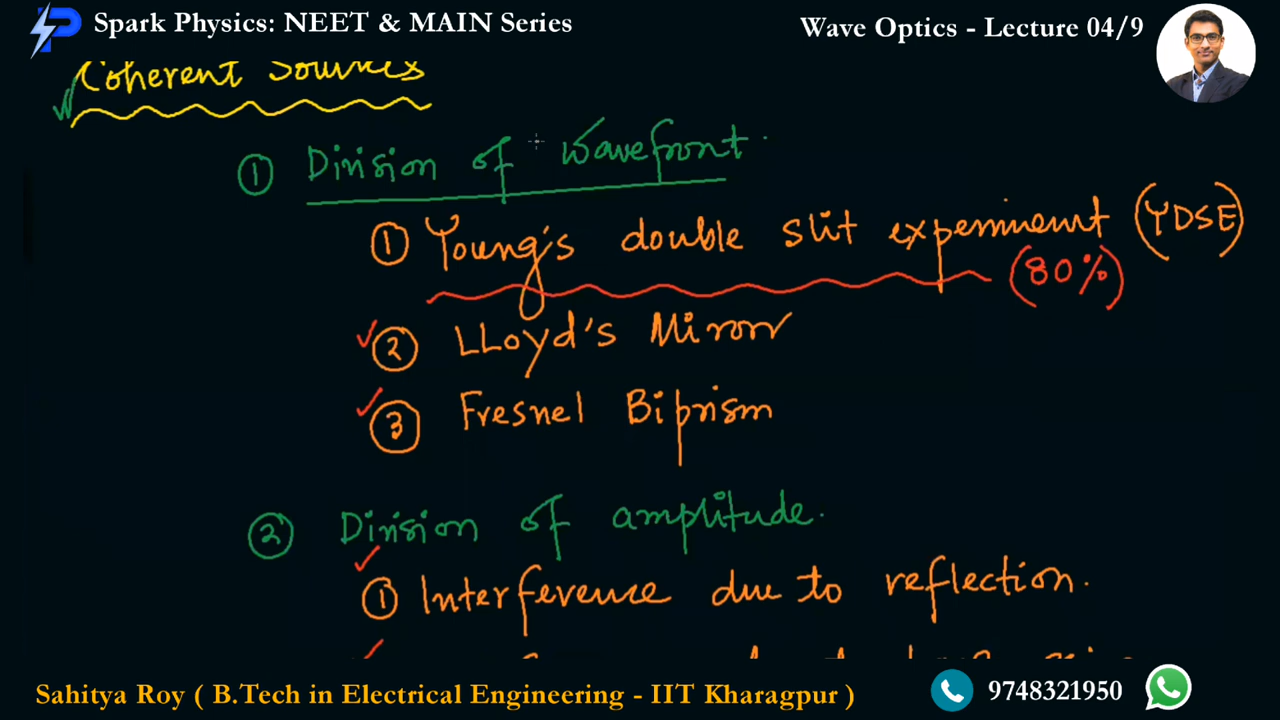 Spark Physics: NEET & MAIN Series
Wave Optics - Lecture 04/9
Coherent Sources
① Division of Wavefront.
① Young's double slit experiment (YDSE)
(80%)
② LLoyd's Mirror
③ Fresnel Biprism
② Division of amplitude.
① Interference due to reflection.
Sahitya Roy ( B.Tech in Electrical Engineering - IIT Kharagpur )
9748321950